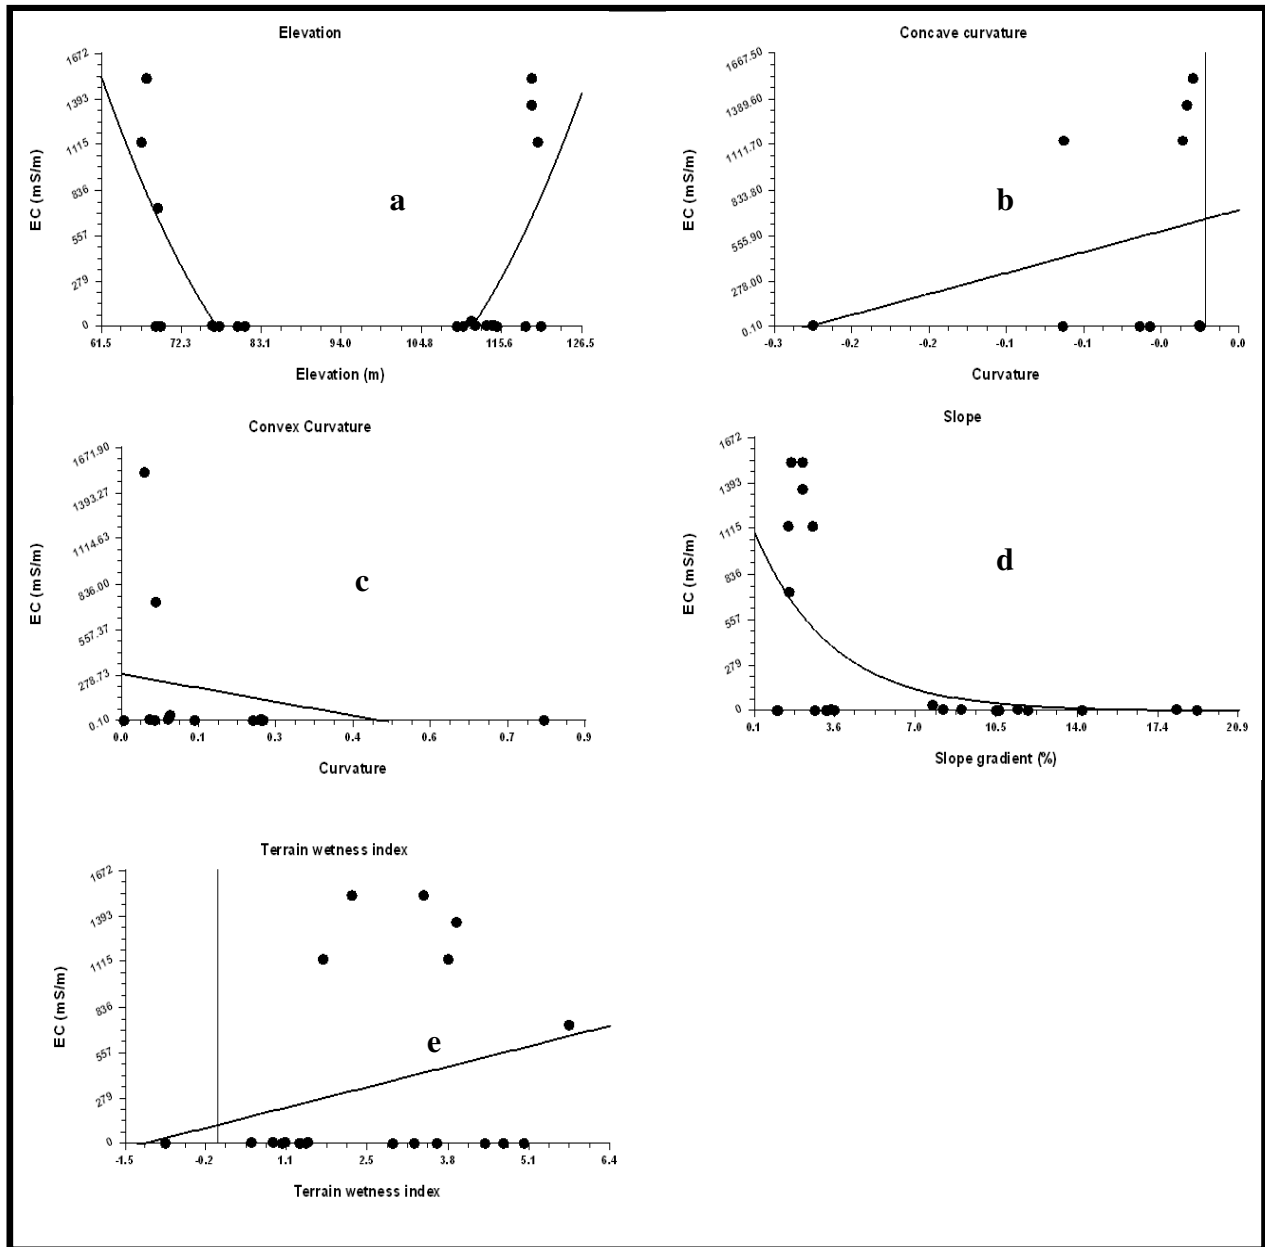 Elevation
1672
1393
1115
836
557
279
0
EC (mS/m)
a
61.5 72.3 83.1 94.0 104.8 115.6 126.5
Elevation (m)
Concave curvature
1667.50
1389.60
1111.70
833.80
555.90
278.00
0.10
EC (mS/m)
b
-0.3 -0.2 -0.2 -0.1 -0.1 -0.0 0.0
Curvature
Convex Curvature
1671.90
1393.27
1114.63
836.00
557.37
278.73
0.10
EC (mS/m)
c
0.0 0.1 0.3 0.4 0.6 0.7 0.9
Curvature
Slope
1672
1393
1115
836
557
279
0
EC (mS/m)
d
0.1 3.6 7.0 10.5 14.0 17.4 20.9
Slope gradient (%)
Terrain wetness index
1672
1393
1115
836
557
279
0
EC (mS/m)
e
-1.5 -0.2 1.1 2.5 3.8 5.1 6.4
Terrain wetness index